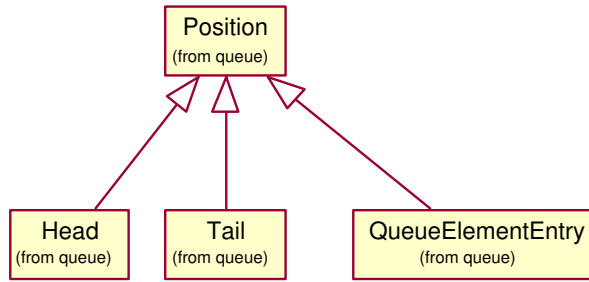 Position
(from queue)
Head
(from queue)
Tail
(from queue)
QueueElementEntry
(from queue)